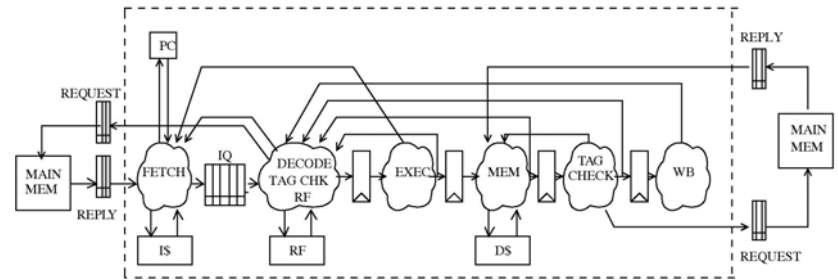 PC
REPLY
REQUEST
MAIN
MEM
REPLY
FETCH
IQ
DECODE
TAG CHK
RF
EXEC
MEM
TAG
CHECK
WB
MAIN
MEM
I$
RF
D$
REQUEST